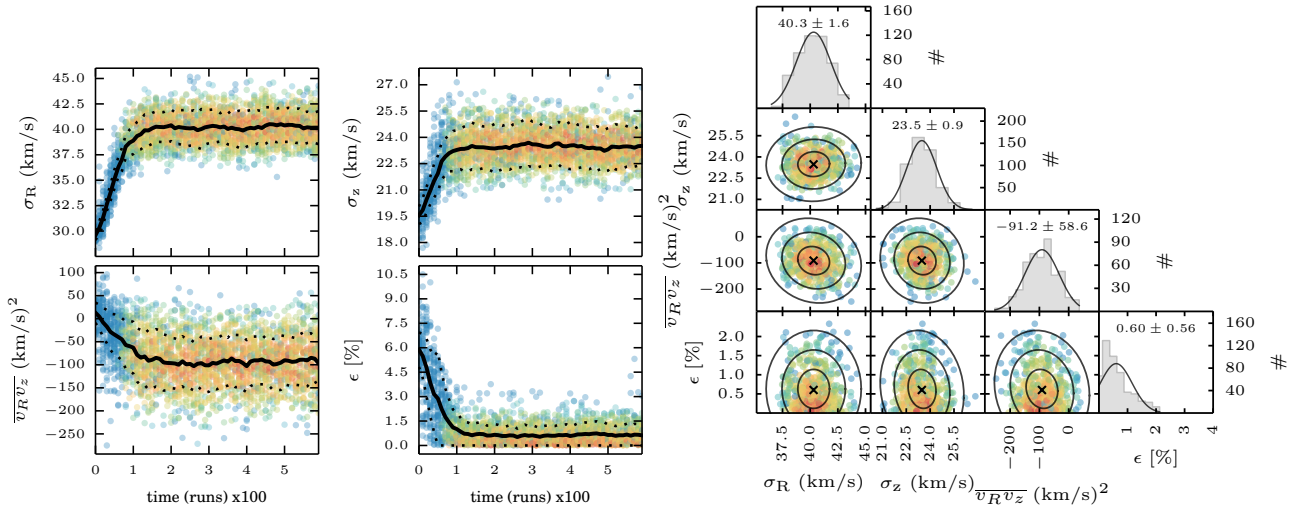 σR (km/s)
45.0
42.5
40.0
37.5
35.0
32.5
30.0
σz (km/s)
27.0
25.5
24.0
22.5
21.0
19.5
18.0
vRvz (km/s)2
100
50
0
−50
−100
−150
−200
−250
0 1 2 3 4 5
time (runs) x100
ϵ [%]
10.5
9.0
7.5
6.0
4.5
3.0
1.5
0.0
0 1 2 3 4 5
time (runs) x100
40.3 ± 1.6
160
120
80
40
#
σz (km/s)
25.5
24.0
22.5
21.0
23.5 ± 0.9
200
150
100
50
#
vRvz (km/s)2
0
−100
−200
−91.2 ± 58.6
120
90
60
30
#
ϵ [%]
2.0
1.5
1.0
0.5
0.60 ± 0.56
160
120
80
40
#
37.5 40.0 42.5
σR (km/s)
21.0 22.5 24.0 25.5
σz (km/s)
−200 −100 0
vRvz (km/s)2
1 2 3 4
ϵ [%]